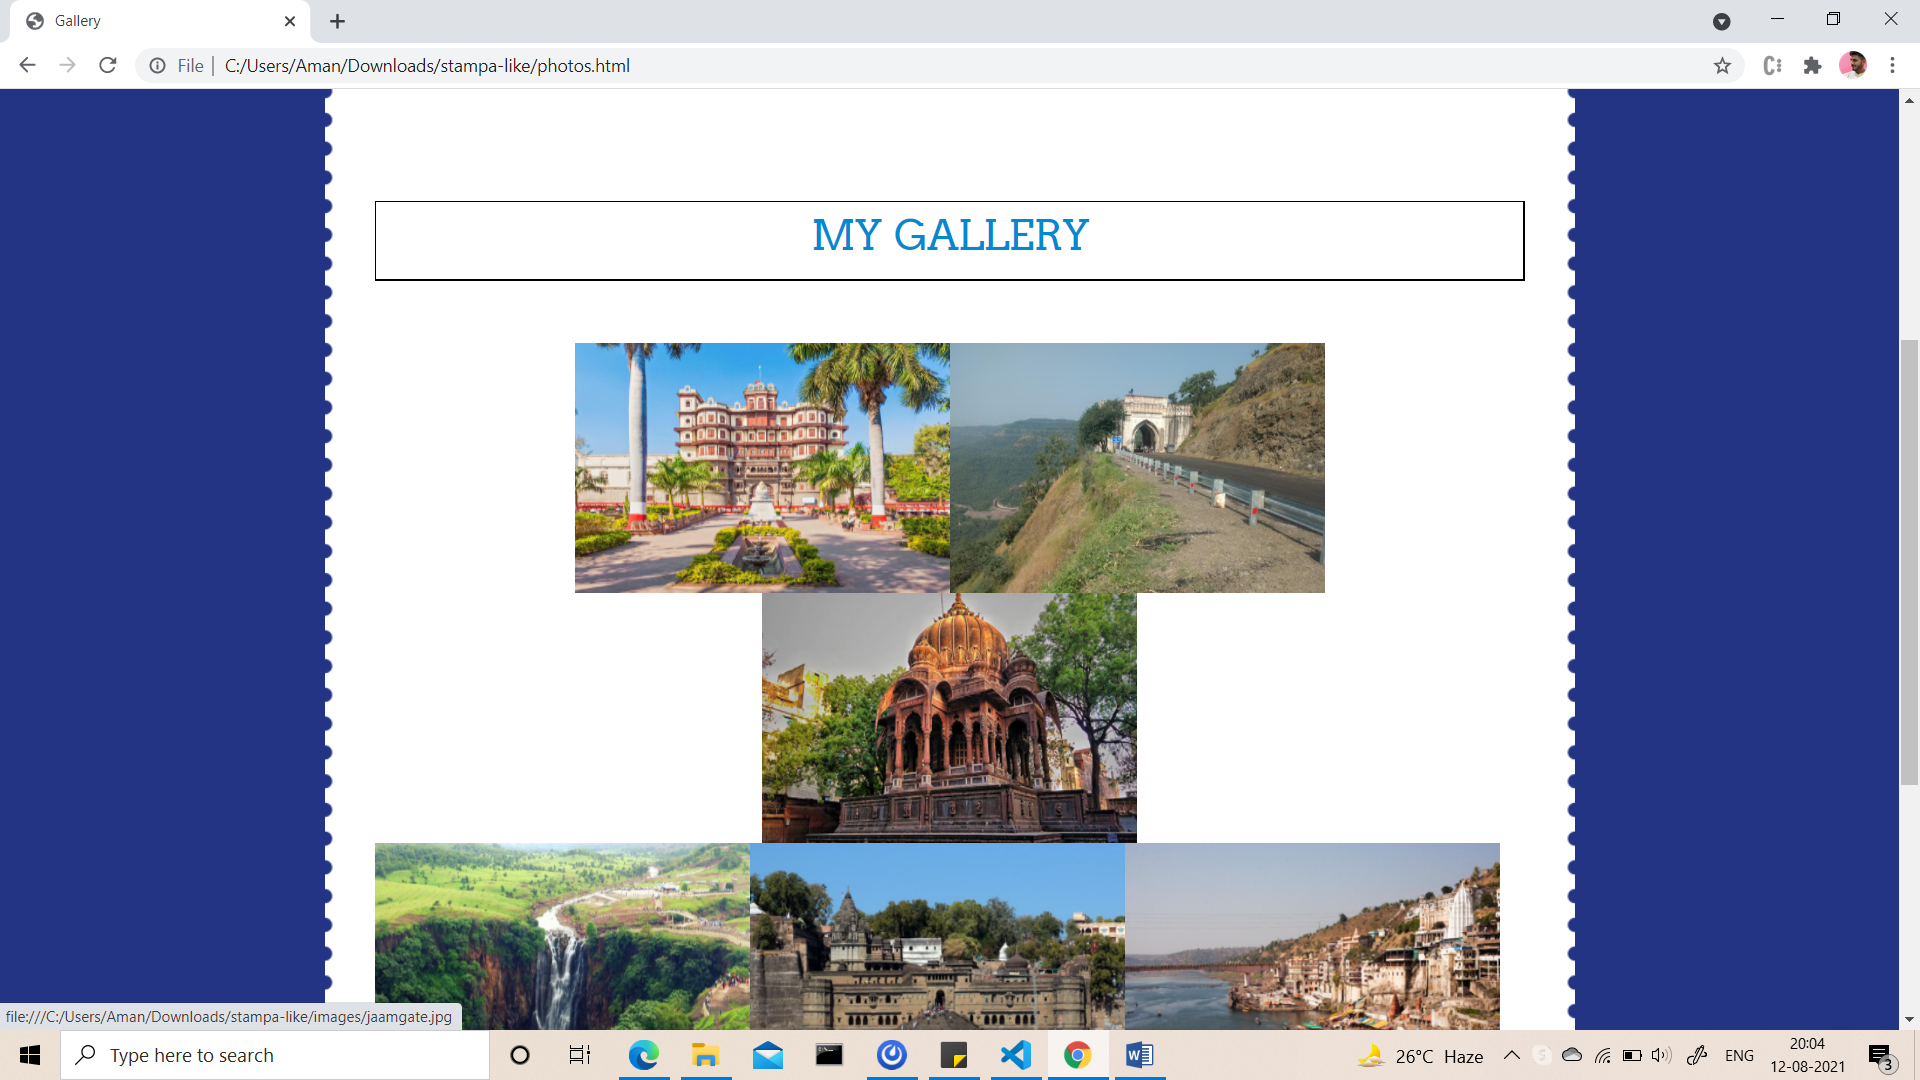 Gallery
File
C:/Users/Aman/Downloads/stampa-like/photos.html
MY GALLERY
file:///C:/Users/Aman/Downloads/stampa-like/images/jaamgate.jpg
Type here to search
26°C Haze
ENG
20:04
12-08-2021
3